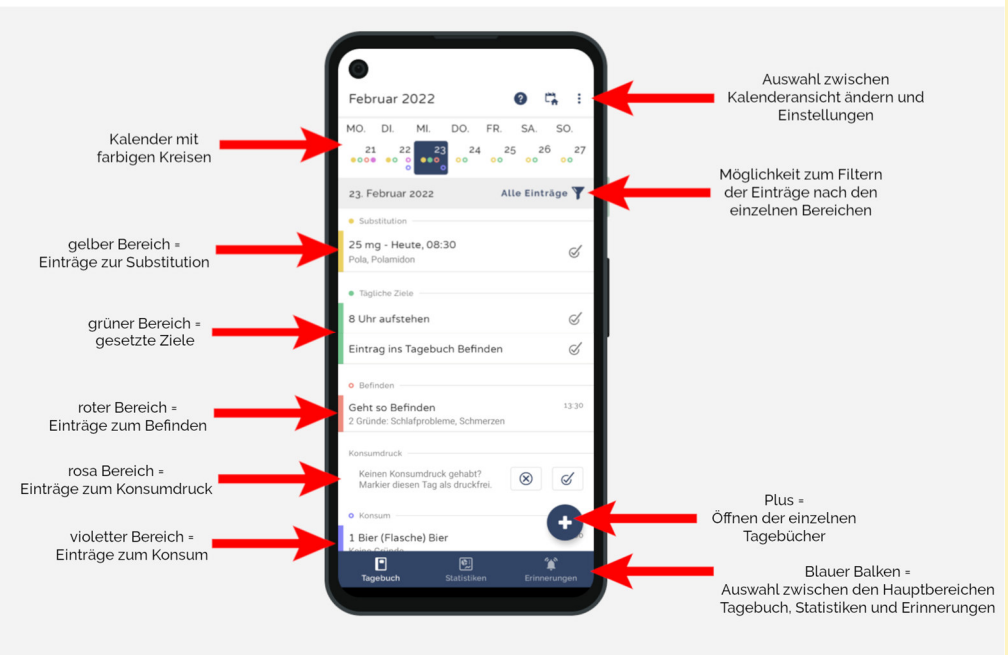 Februar 2022
MO. DI. MI. DO. FR. SA. SO.
21 22 23 24 25 26 27
23. Februar 2022 Alle Einträge
Substitution
25 mg - Heute, 08:30
Pola, Polamidon
Tägliche Ziele
8 Uhr aufstehen
Eintrag ins Tagebuch Befinden
Befinden
Geht so Befinden 13:30
2 Gründe: Schlafprobleme, Schmerzen
Konsumdruck
Keinen Konsumdruck gehabt?
Markier diesen Tag als druckfrei.
Konsum
1 Bier (Flasche) Bier
Keine Gründe
Tagebuch Statistiken Erinnerungen
Kalender mit
farbigen Kreisen
gelber Bereich =
Einträge zur Substitution
grüner Bereich =
gesetzte Ziele
roter Bereich =
Einträge zum Befinden
rosa Bereich =
Einträge zum Konsumdruck
violetter Bereich =
Einträge zum Konsum
Auswahl zwischen
Kalenderansicht ändern und
Einstellungen
Möglichkeit zum Filtern
der Einträge nach den
einzelnen Bereichen
Plus =
Öffnen der einzelnen
Tagebücher
Blauer Balken =
Auswahl zwischen den Hauptbereichen
Tagebuch, Statistiken und Erinnerungen